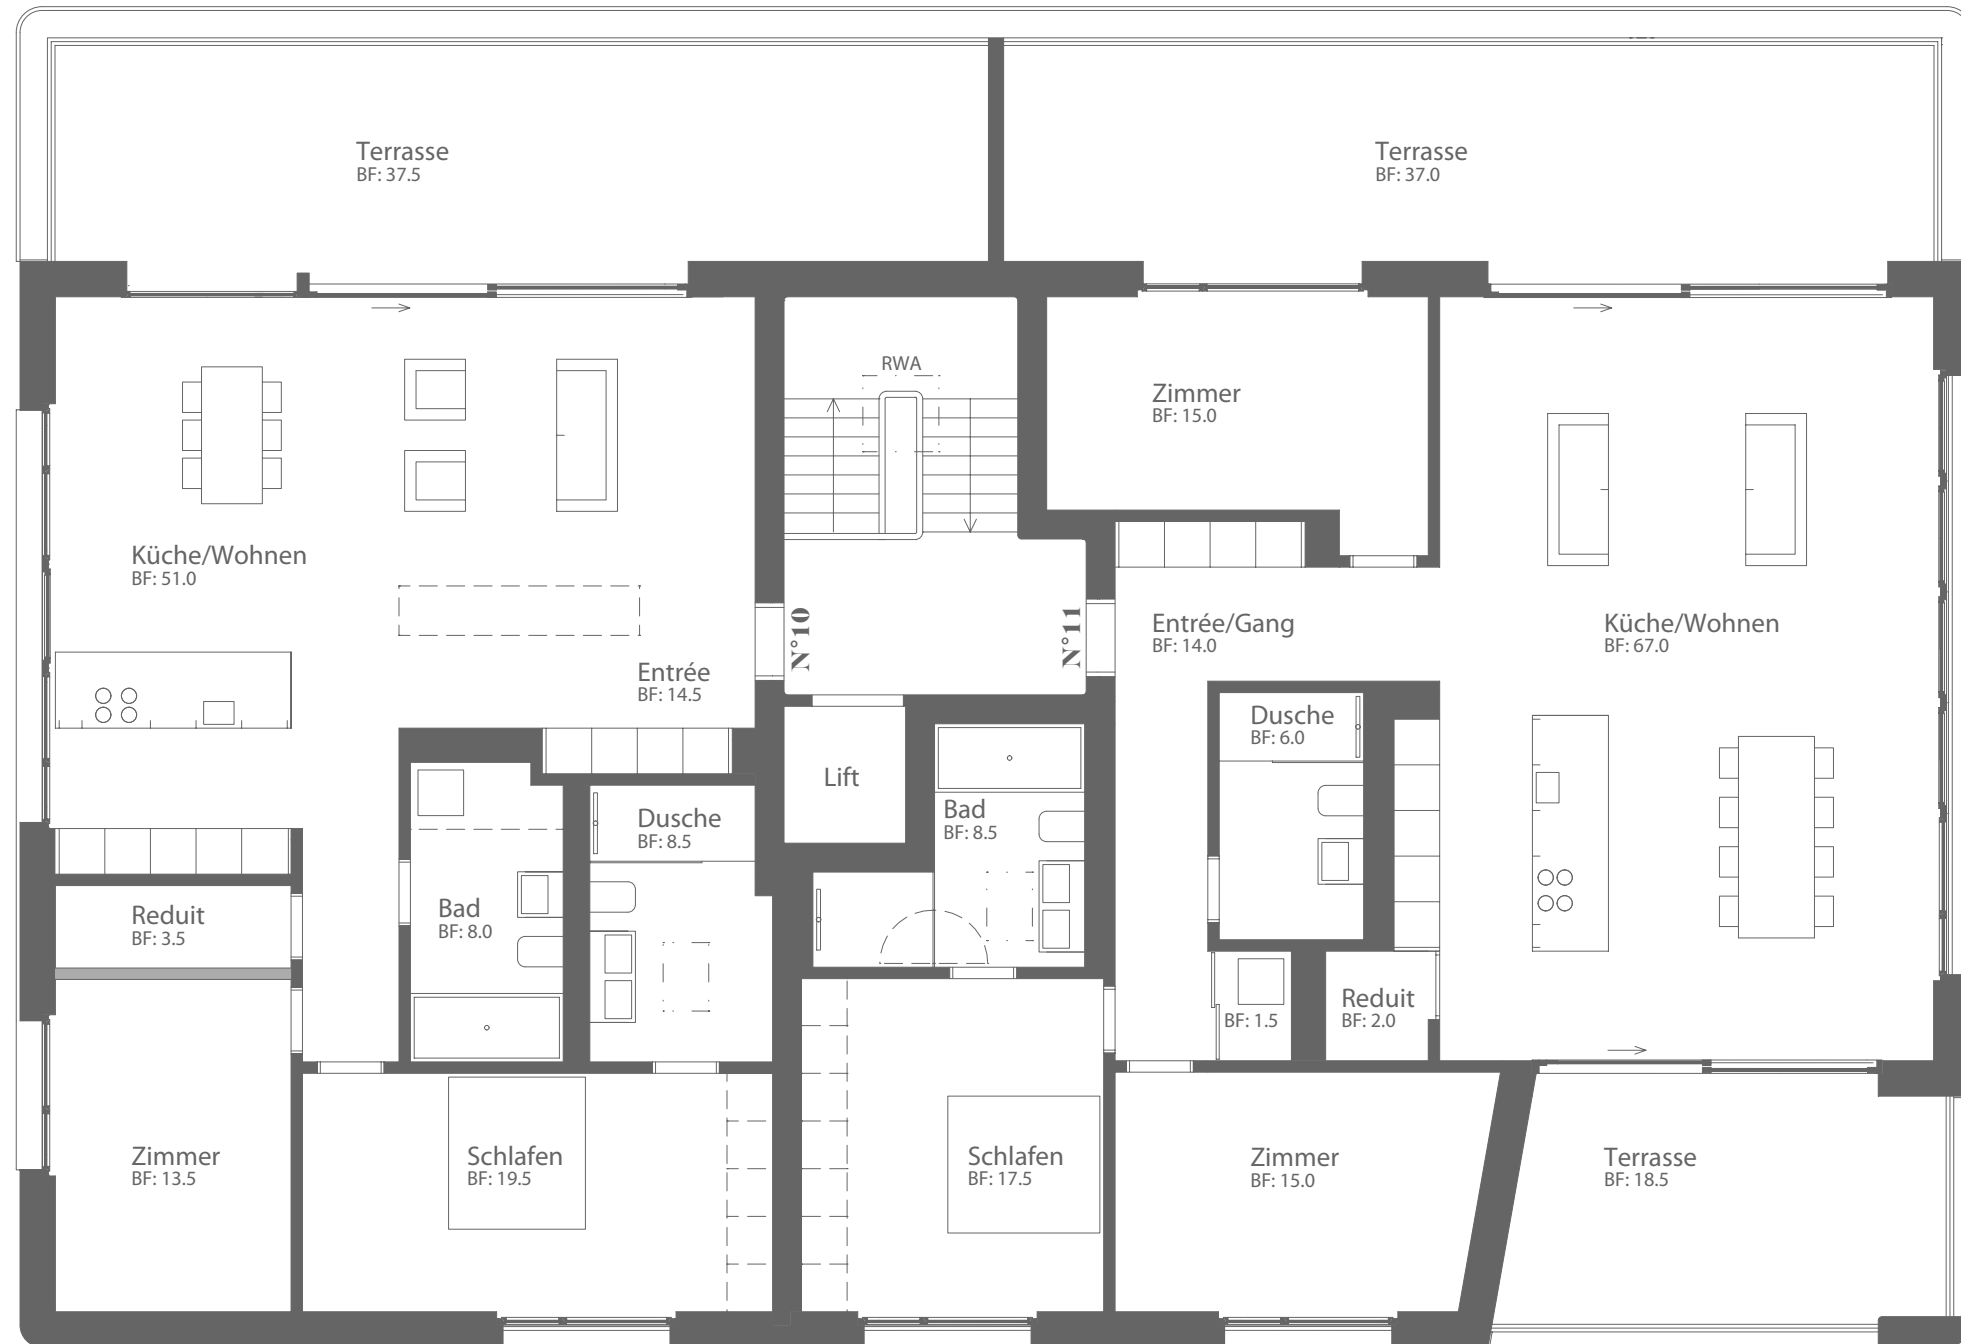 Terrasse
BF: 37.5
Terrasse
BF: 37.0
RWA
Zimmer
BF: 15.0
Küche/Wohnen
BF: 51.0
N°10
N°11
Entrée/Gang
BF: 14.0
Küche/Wohnen
BF: 67.0
Entrée
BF: 14.5
Dusche
BF: 6.0
Lift
Dusche
BF: 8.5
Bad
BF: 8.5
Reduit
BF: 3.5
Bad
BF: 8.0
BF: 1.5
Reduit
BF: 2.0
Zimmer
BF: 13.5
Schlafen
BF: 19.5
Schlafen
BF: 17.5
Zimmer
BF: 15.0
Terrasse
BF: 18.5